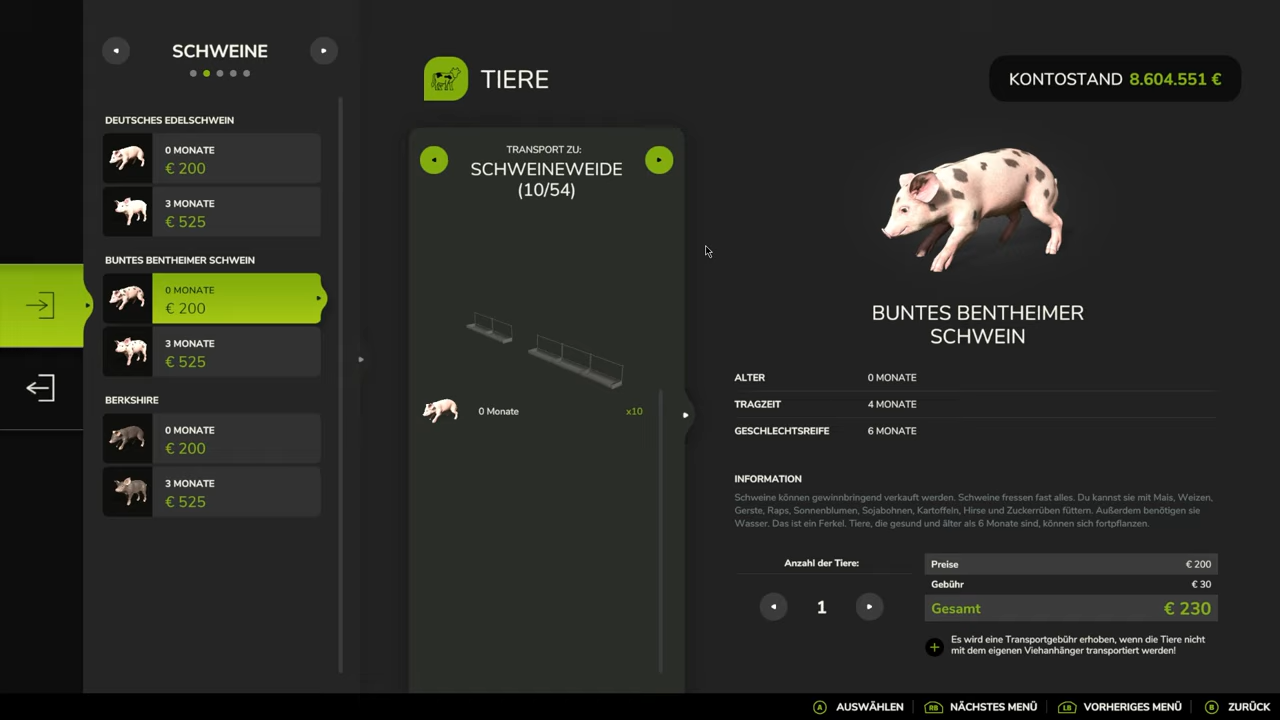 SCHWEINE
DEUTSCHES EDELSCHWEIN
0 MONATE
€ 200
3 MONATE
€ 525
BUNTES BENTHEIMER SCHWEIN
0 MONATE
€ 200
3 MONATE
€ 525
BERKSHIRE
0 MONATE
€ 200
3 MONATE
€ 525
TIERE
KONTOSTAND 8.604.551 €
TRANSPORT ZU:
SCHWEINEWEIDE
(10/54)
0 Monate x10
BUNTES BENTHEIMER
SCHWEIN
ALTER 0 MONATE
TRAGZEIT 4 MONATE
GESCHLECHTSREIFE 6 MONATE
INFORMATION
Schweine können gewinnbringend verkauft werden. Schweine fressen fast alles. Du kannst sie mit Mais, Weizen,
Gerste, Raps, Sonnenblumen, Sojabohnen, Kartoffeln, Hirse und Zuckerrüben füttern. Außerdem benötigen sie
Wasser. Das ist ein Ferkel. Tiere, die gesund und älter als 6 Monate sind, können sich fortpflanzen.
Anzahl der Tiere:
1
Preise € 200
Gebühr € 30
Gesamt € 230
Es wird eine Transportgebühr erhoben, wenn die Tiere nicht
mit dem eigenen Viehanhänger transportiert werden!
A AUSWÄHLEN RB NÄCHSTES MENÜ LB VORHERIGES MENÜ B ZURÜCK